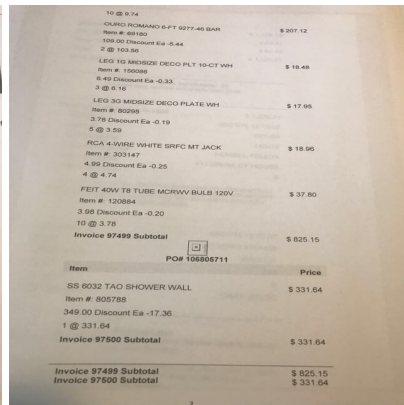 10 @ 9.74
OURO ROMANO 6-FT 9277-46 BAR $ 207.12
Item #: 89160
109.00 Discount Ea -5.44
2 @ 103.56
LEG 1G MIDSIZE DECO PLT 10-CT WH $ 18.48
Item #: 156086
6.49 Discount Ea -0.33
3 @ 6.16
LEG 3G MIDSIZE DECO PLATE WH $ 17.95
Item #: 80295
3.78 Discount Ea -0.19
5 @ 3.59
RCA 4-WIRE WHITE SRFC MT JACK $ 18.96
Item #: 303147
4.99 Discount Ea -0.25
4 @ 4.74
FEIT 40W T8 TUBE MCRWV BULB 120V $ 37.80
Item #: 120884
3.98 Discount Ea -0.20
10 @ 3.78
Invoice 97499 Subtotal $ 825.15
PO# 106805711
Item Price
SS 6032 TAO SHOWER WALL $ 331.64
Item #: 805788
349.00 Discount Ea -17.36
1 @ 331.64
Invoice 97500 Subtotal $ 331.64
Invoice 97499 Subtotal $ 825.15
Invoice 97500 Subtotal $ 331.64